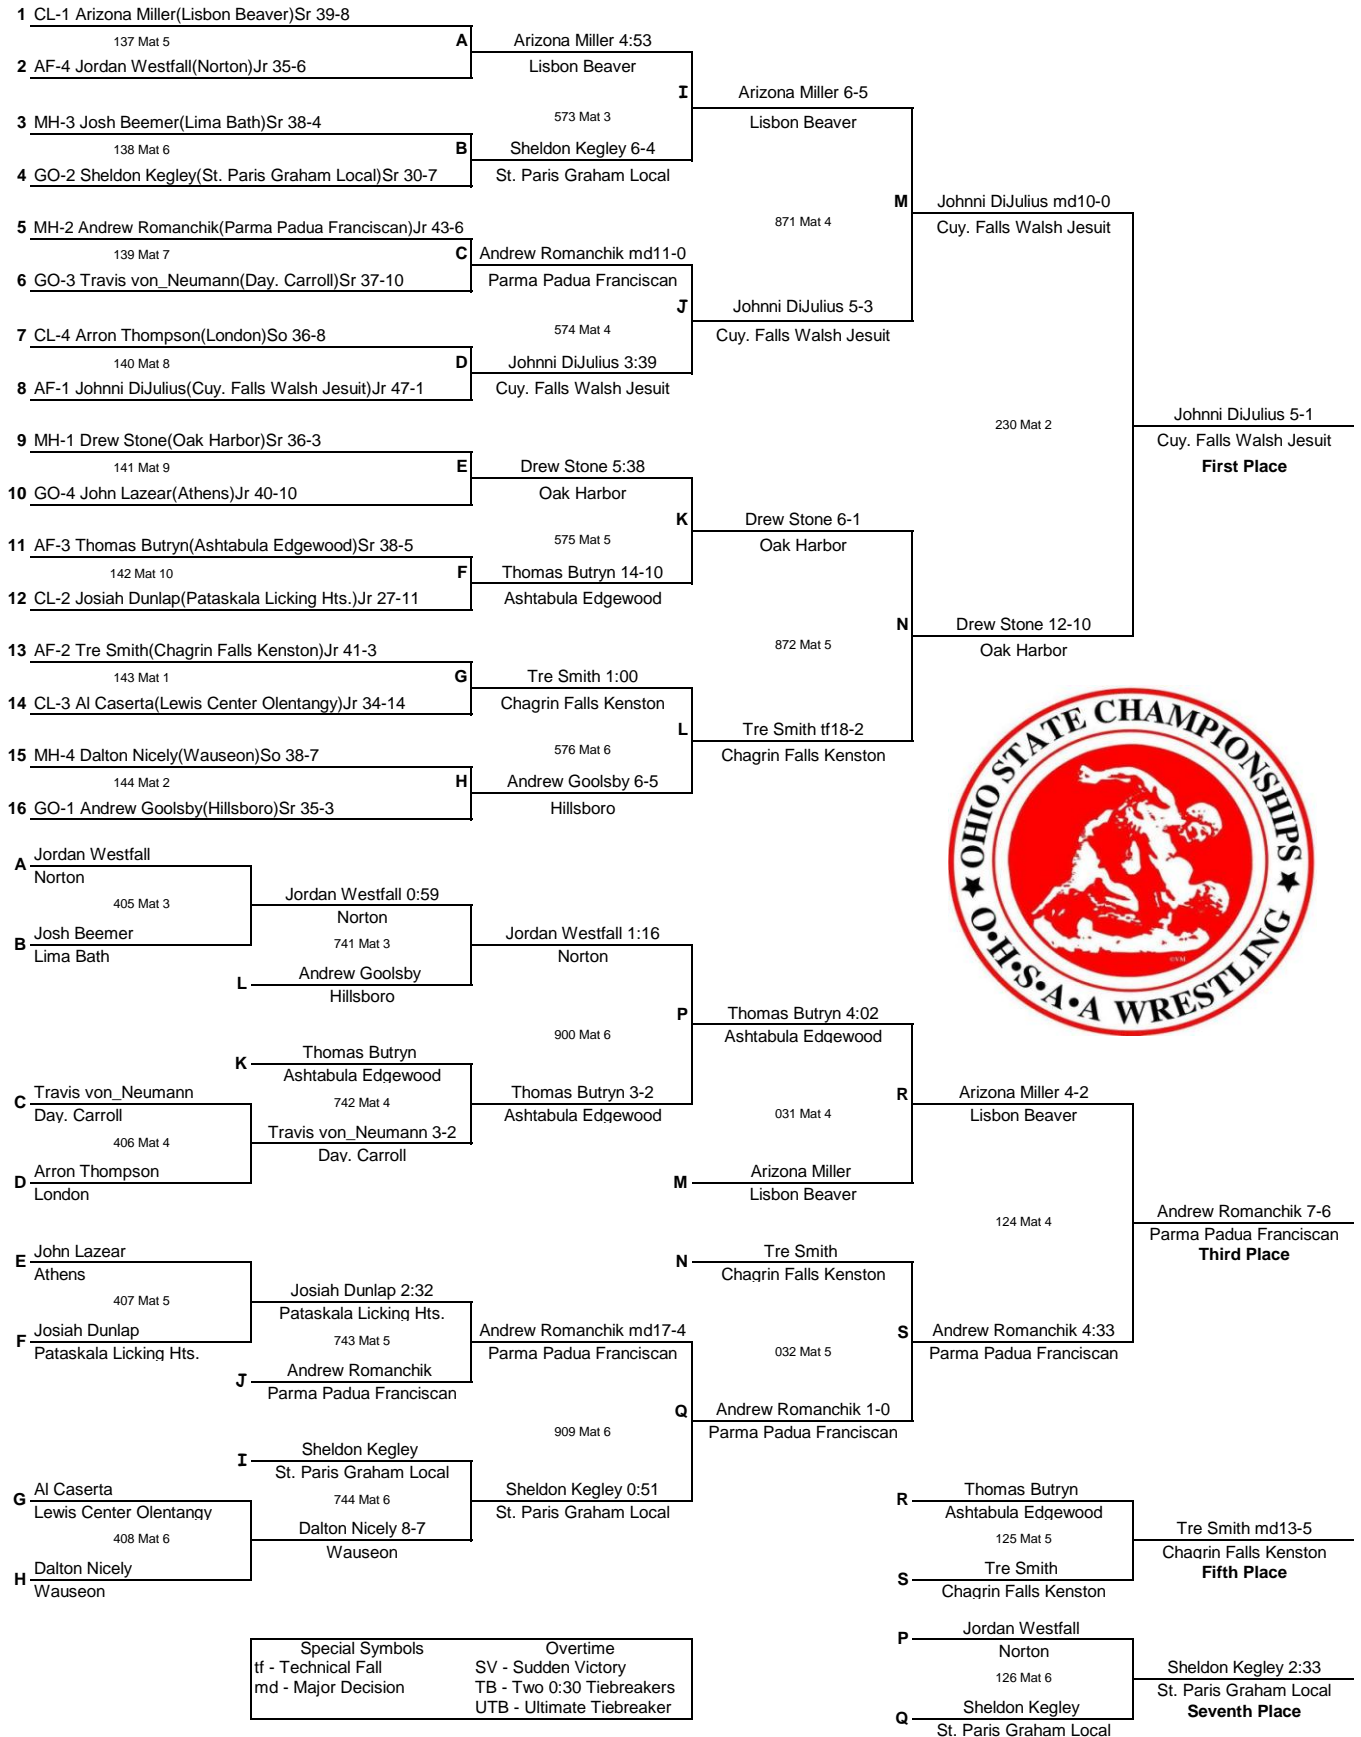 1 CL-1 Arizona Miller(Lisbon Beaver)Sr 39-8
137 Mat 5
A
2 AF-4 Jordan Westfall(Norton)Jr 35-6
Arizona Miller 4:53
Lisbon Beaver
I
573 Mat 3
3 MH-3 Josh Beemer(Lima Bath)Sr 38-4
138 Mat 6
B
4 GO-2 Sheldon Kegley(St. Paris Graham Local)Sr 30-7
Sheldon Kegley 6-4
St. Paris Graham Local
Arizona Miller 6-5
Lisbon Beaver
871 Mat 4
M
5 MH-2 Andrew Romanchik(Parma Padua Franciscan)Jr 43-6
139 Mat 7
C
6 GO-3 Travis von_Neumann(Day. Carroll)Sr 37-10
Andrew Romanchik md11-0
Parma Padua Franciscan
J
574 Mat 4
7 CL-4 Arron Thompson(London)So 36-8
140 Mat 8
D
8 AF-1 Johnni DiJulius(Cuy. Falls Walsh Jesuit)Jr 47-1
Johnni DiJulius 3:39
Cuy. Falls Walsh Jesuit
Johnni DiJulius 5-3
Cuy. Falls Walsh Jesuit
Johnni DiJulius md10-0
Cuy. Falls Walsh Jesuit
230 Mat 2
Johnni DiJulius 5-1
Cuy. Falls Walsh Jesuit
First Place
9 MH-1 Drew Stone(Oak Harbor)Sr 36-3
141 Mat 9
E
10 GO-4 John Lazear(Athens)Jr 40-10
Drew Stone 5:38
Oak Harbor
K
575 Mat 5
11 AF-3 Thomas Butryn(Ashtabula Edgewood)Sr 38-5
142 Mat 10
F
12 CL-2 Josiah Dunlap(Pataskala Licking Hts.)Jr 27-11
Thomas Butryn 14-10
Ashtabula Edgewood
Drew Stone 6-1
Oak Harbor
872 Mat 5
N
13 AF-2 Tre Smith(Chagrin Falls Kenston)Jr 41-3
143 Mat 1
G
14 CL-3 Al Caserta(Lewis Center Olentangy)Jr 34-14
Tre Smith 1:00
Chagrin Falls Kenston
L
576 Mat 6
15 MH-4 Dalton Nicely(Wauseon)So 38-7
144 Mat 2
H
16 GO-1 Andrew Goolsby(Hillsboro)Sr 35-3
Andrew Goolsby 6-5
Hillsboro
Tre Smith tf18-2
Chagrin Falls Kenston
Drew Stone 12-10
Oak Harbor
OHIO STATE CHAMPIONSHIPS
★ O•H•S•A•A WRESTLING ★
©VM
A Jordan Westfall
Norton
405 Mat 3
B Josh Beemer
Lima Bath
Jordan Westfall 0:59
Norton
741 Mat 3
L Andrew Goolsby
Hillsboro
Jordan Westfall 1:16
Norton
P
900 Mat 6
K Thomas Butryn
Ashtabula Edgewood
742 Mat 4
C Travis von_Neumann
Day. Carroll
406 Mat 4
D Arron Thompson
London
Travis von_Neumann 3-2
Day. Carroll
Thomas Butryn 3-2
Ashtabula Edgewood
Thomas Butryn 4:02
Ashtabula Edgewood
031 Mat 4
R
M Arizona Miller
Lisbon Beaver
Arizona Miller 4-2
Lisbon Beaver
124 Mat 4
Andrew Romanchik 7-6
Parma Padua Franciscan
Third Place
E John Lazear
Athens
407 Mat 5
F Josiah Dunlap
Pataskala Licking Hts.
Josiah Dunlap 2:32
Pataskala Licking Hts.
743 Mat 5
J Andrew Romanchik
Parma Padua Franciscan
Andrew Romanchik md17-4
Parma Padua Franciscan
Q
909 Mat 6
I Sheldon Kegley
St. Paris Graham Local
744 Mat 6
G Al Caserta
Lewis Center Olentangy
408 Mat 6
H Dalton Nicely
Wauseon
Dalton Nicely 8-7
Wauseon
Sheldon Kegley 0:51
St. Paris Graham Local
N Tre Smith
Chagrin Falls Kenston
032 Mat 5
S
Andrew Romanchik 1-0
Parma Padua Franciscan
Andrew Romanchik 4:33
Parma Padua Franciscan
R Thomas Butryn
Ashtabula Edgewood
125 Mat 5
S Tre Smith
Chagrin Falls Kenston
Tre Smith md13-5
Chagrin Falls Kenston
Fifth Place
P Jordan Westfall
Norton
126 Mat 6
Q Sheldon Kegley
St. Paris Graham Local
Sheldon Kegley 2:33
St. Paris Graham Local
Seventh Place
Special Symbols
tf - Technical Fall
md - Major Decision
Overtime
SV - Sudden Victory
TB - Two 0:30 Tiebreakers
UTB - Ultimate Tiebreaker